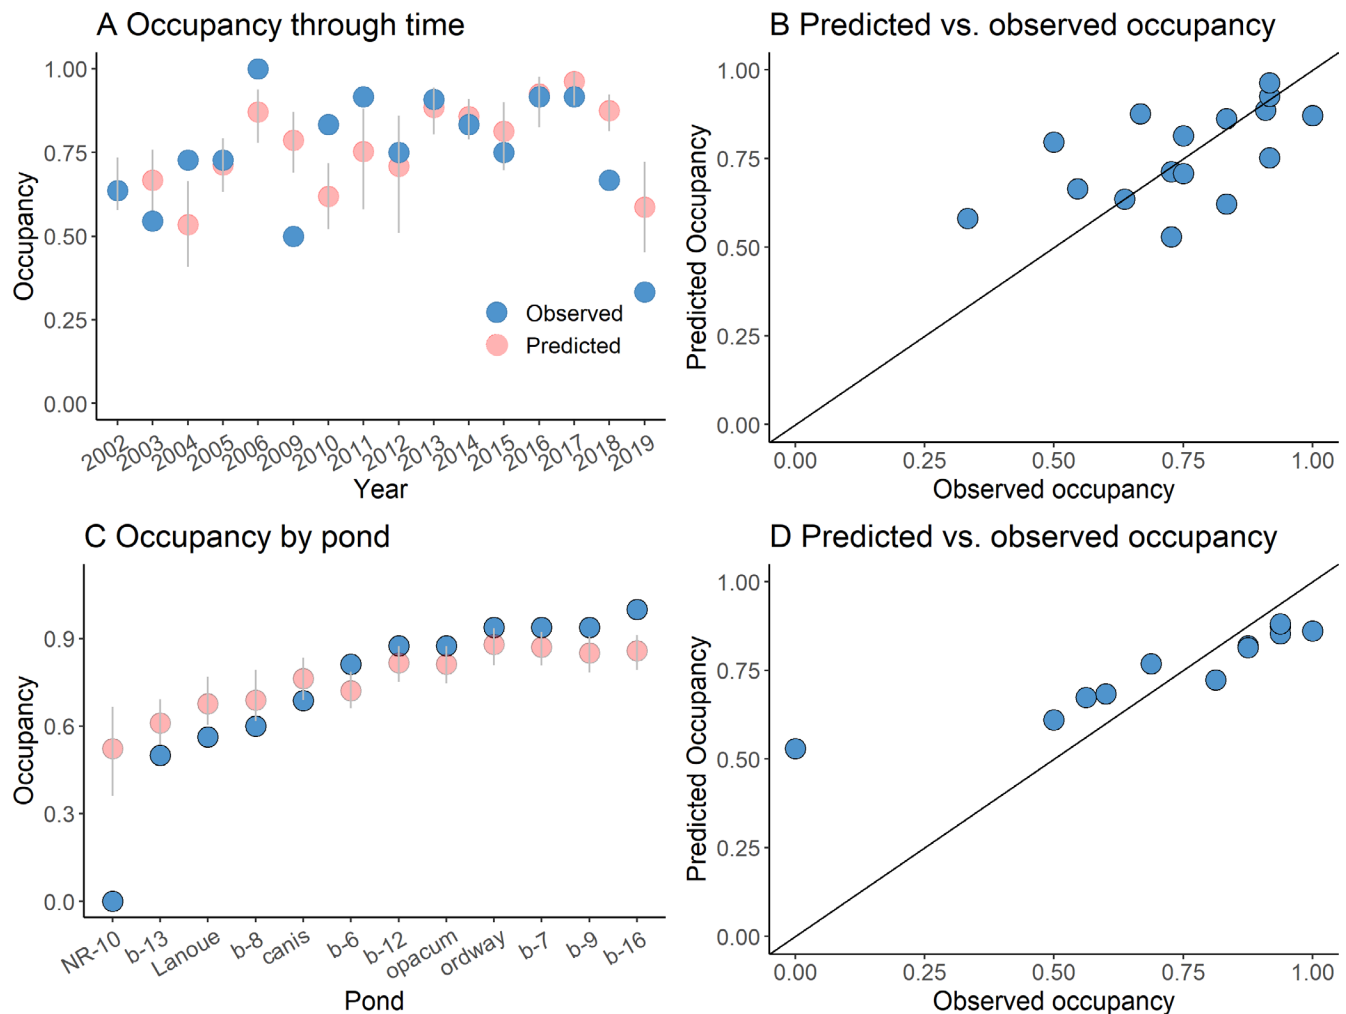 A Occupancy through time
Occupancy
1.00
0.75
0.50
0.25
0.00
Observed
Predicted
2002 2003 2004 2005 2006 2009 2010 2011 2012 2013 2014 2015 2016 2017 2018 2019
Year
B Predicted vs. observed occupancy
Predicted Occupancy
1.00
0.75
0.50
0.25
0.00
0.00 0.25 0.50 0.75 1.00
Observed occupancy
C Occupancy by pond
Occupancy
0.9
0.6
0.3
0.0
NR-10 b-13 Lanoue b-8 canis b-6 b-12 opacum ordway b-7 b-9 b-16
Pond
D Predicted vs. observed occupancy
Predicted Occupancy
1.00
0.75
0.50
0.25
0.00
0.00 0.25 0.50 0.75 1.00
Observed occupancy